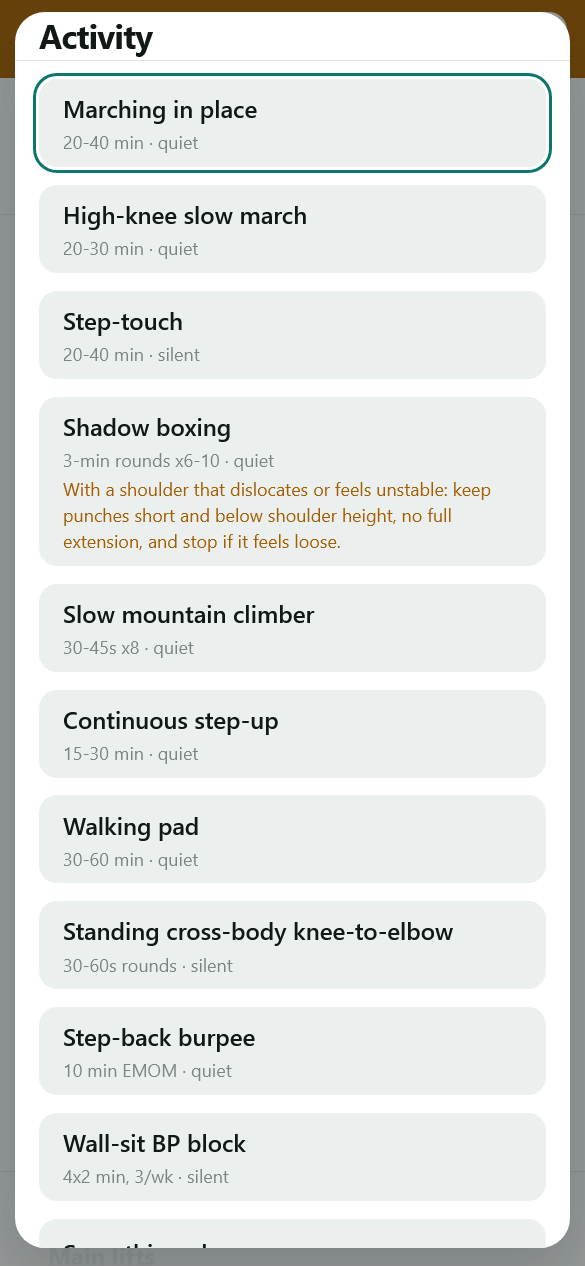 Activity
Marching in place
20-40 min · quiet
High-knee slow march
20-30 min · quiet
Step-touch
20-40 min · silent
Shadow boxing
3-min rounds x6-10 · quiet
With a shoulder that dislocates or feels unstable: keep
punches short and below shoulder height, no full
extension, and stop if it feels loose.
Slow mountain climber
30-45s x8 · quiet
Continuous step-up
15-30 min · quiet
Walking pad
30-60 min · quiet
Standing cross-body knee-to-elbow
30-60s rounds · silent
Step-back burpee
10 min EMOM · quiet
Wall-sit BP block
4x2 min, 3/wk · silent
Main lifts